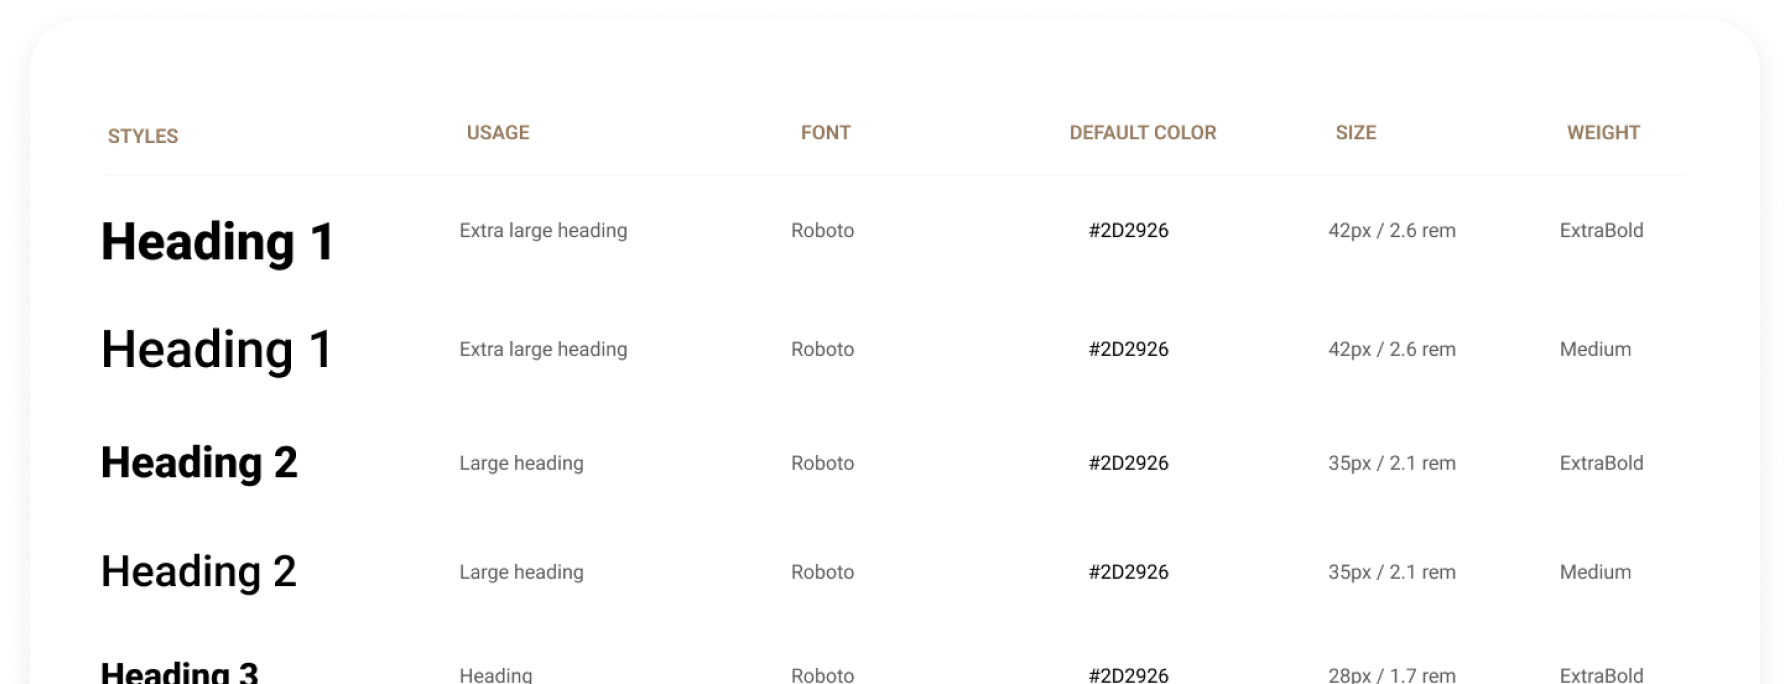 STYLES USAGE FONT DEFAULT COLOR SIZE WEIGHT
Heading 1 Extra large heading Roboto #2D2926 42px / 2.6 rem ExtraBold
Heading 1 Extra large heading Roboto #2D2926 42px / 2.6 rem Medium
Heading 2 Large heading Roboto #2D2926 35px / 2.1 rem ExtraBold
Heading 2 Large heading Roboto #2D2926 35px / 2.1 rem Medium
Heading 3 Heading Roboto #2D2926 28px / 1.7 rem ExtraBold